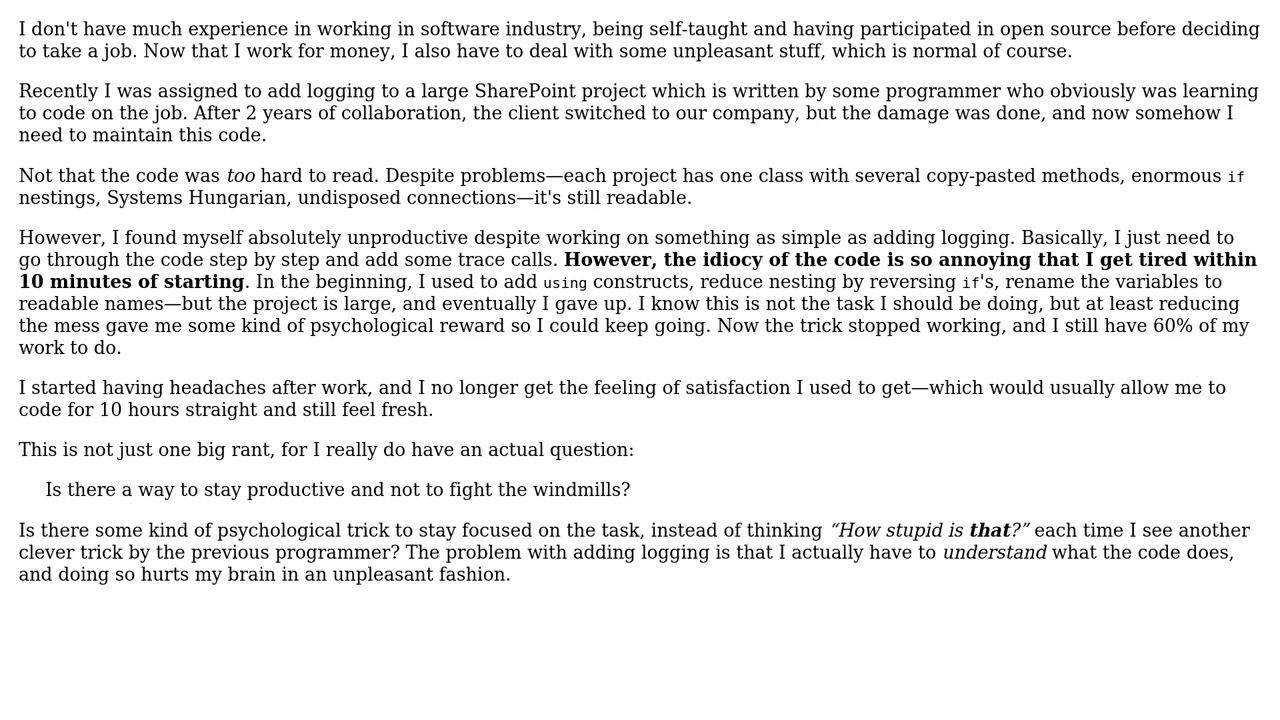 I don't have much experience in working in software industry, being self-taught and having participated in open source before deciding
to take a job. Now that I work for money, I also have to deal with some unpleasant stuff, which is normal of course.
Recently I was assigned to add logging to a large SharePoint project which is written by some programmer who obviously was learning
to code on the job. After 2 years of collaboration, the client switched to our company, but the damage was done, and now somehow I
need to maintain this code.
Not that the code was too hard to read. Despite problems—each project has one class with several copy-pasted methods, enormous if
nestings, Systems Hungarian, undisposed connections—it's still readable.
However, I found myself absolutely unproductive despite working on something as simple as adding logging. Basically, I just need to
go through the code step by step and add some trace calls. However, the idiocy of the code is so annoying that I get tired within
10 minutes of starting. In the beginning, I used to add using constructs, reduce nesting by reversing if's, rename the variables to
readable names—but the project is large, and eventually I gave up. I know this is not the task I should be doing, but at least reducing
the mess gave me some kind of psychological reward so I could keep going. Now the trick stopped working, and I still have 60% of my
work to do.
I started having headaches after work, and I no longer get the feeling of satisfaction I used to get—which would usually allow me to
code for 10 hours straight and still feel fresh.
This is not just one big rant, for I really do have an actual question:
Is there a way to stay productive and not to fight the windmills?
Is there some kind of psychological trick to stay focused on the task, instead of thinking “How stupid is that?” each time I see another
clever trick by the previous programmer? The problem with adding logging is that I actually have to understand what the code does,
and doing so hurts my brain in an unpleasant fashion.